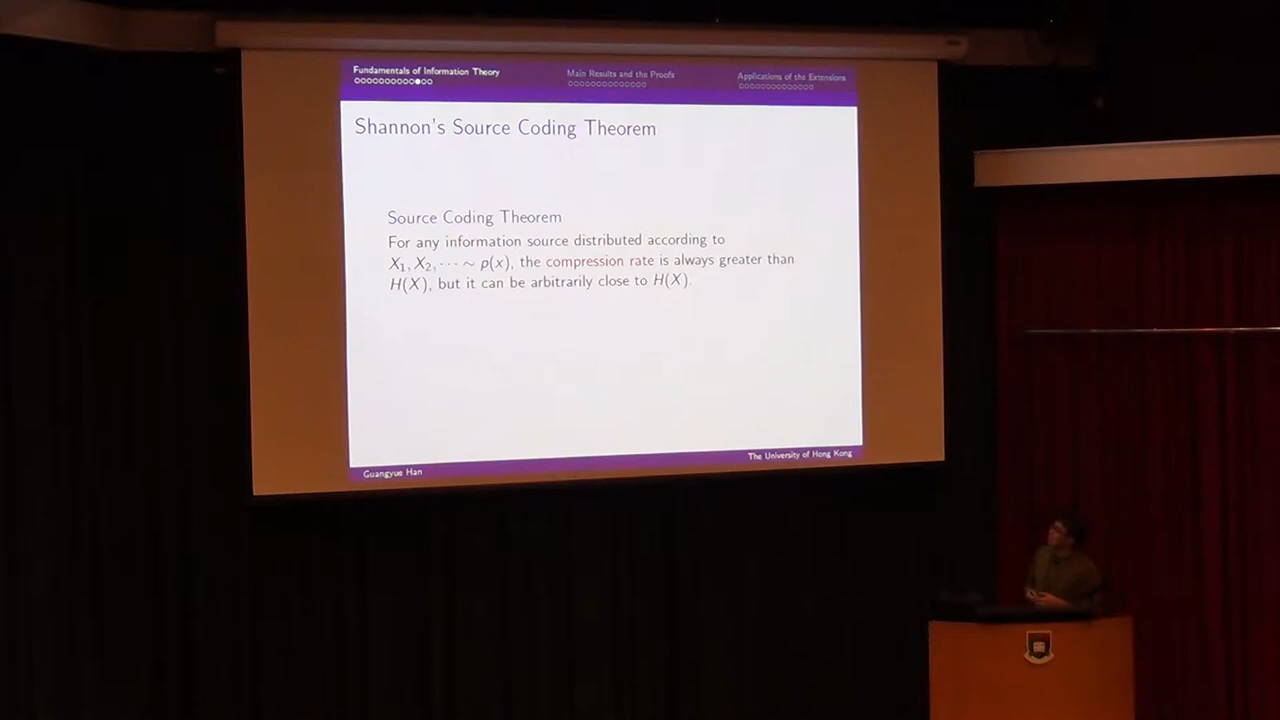 Fundamentals of Information Theory
Main Results and the Proofs
Applications of the Extensions
Shannon's Source Coding Theorem
Source Coding Theorem
For any information source distributed according to
X₁, X₂, ⋯ ∼ p(x), the compression rate is always greater than
H(X), but it can be arbitrarily close to H(X).
Guangyue Han
The University of Hong Kong